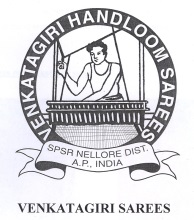 VENKATAGIRI HANDLOOM SAREES
SPSR NELLORE DIST.
A.P., INDIA
VENKATAGIRI SAREES